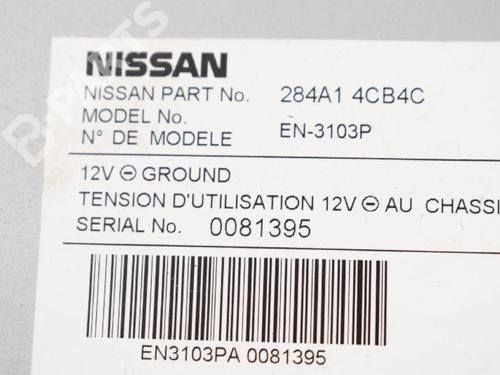 NISSAN
NISSAN PART No. 284A1 4CB4C
MODEL No.
N° DE MODELE EN-3103P
12V ⊖ GROUND
TENSION D'UTILISATION 12V ⊖ AU CHASSI
SERIAL No. 0081395
EN3103PA 0081395
B-PARTS